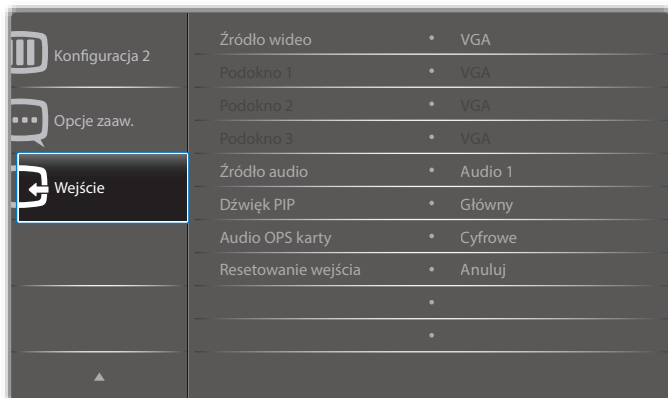 Konfiguracja 2
Opcje zaaw.
Wejście
Źródło wideo • VGA
Podokno 1 • VGA
Podokno 2 • VGA
Podokno 3 • VGA
Źródło audio • Audio 1
Dźwięk PIP • Główny
Audio OPS karty • Cyfrowe
Resetowanie wejścia • Anuluj